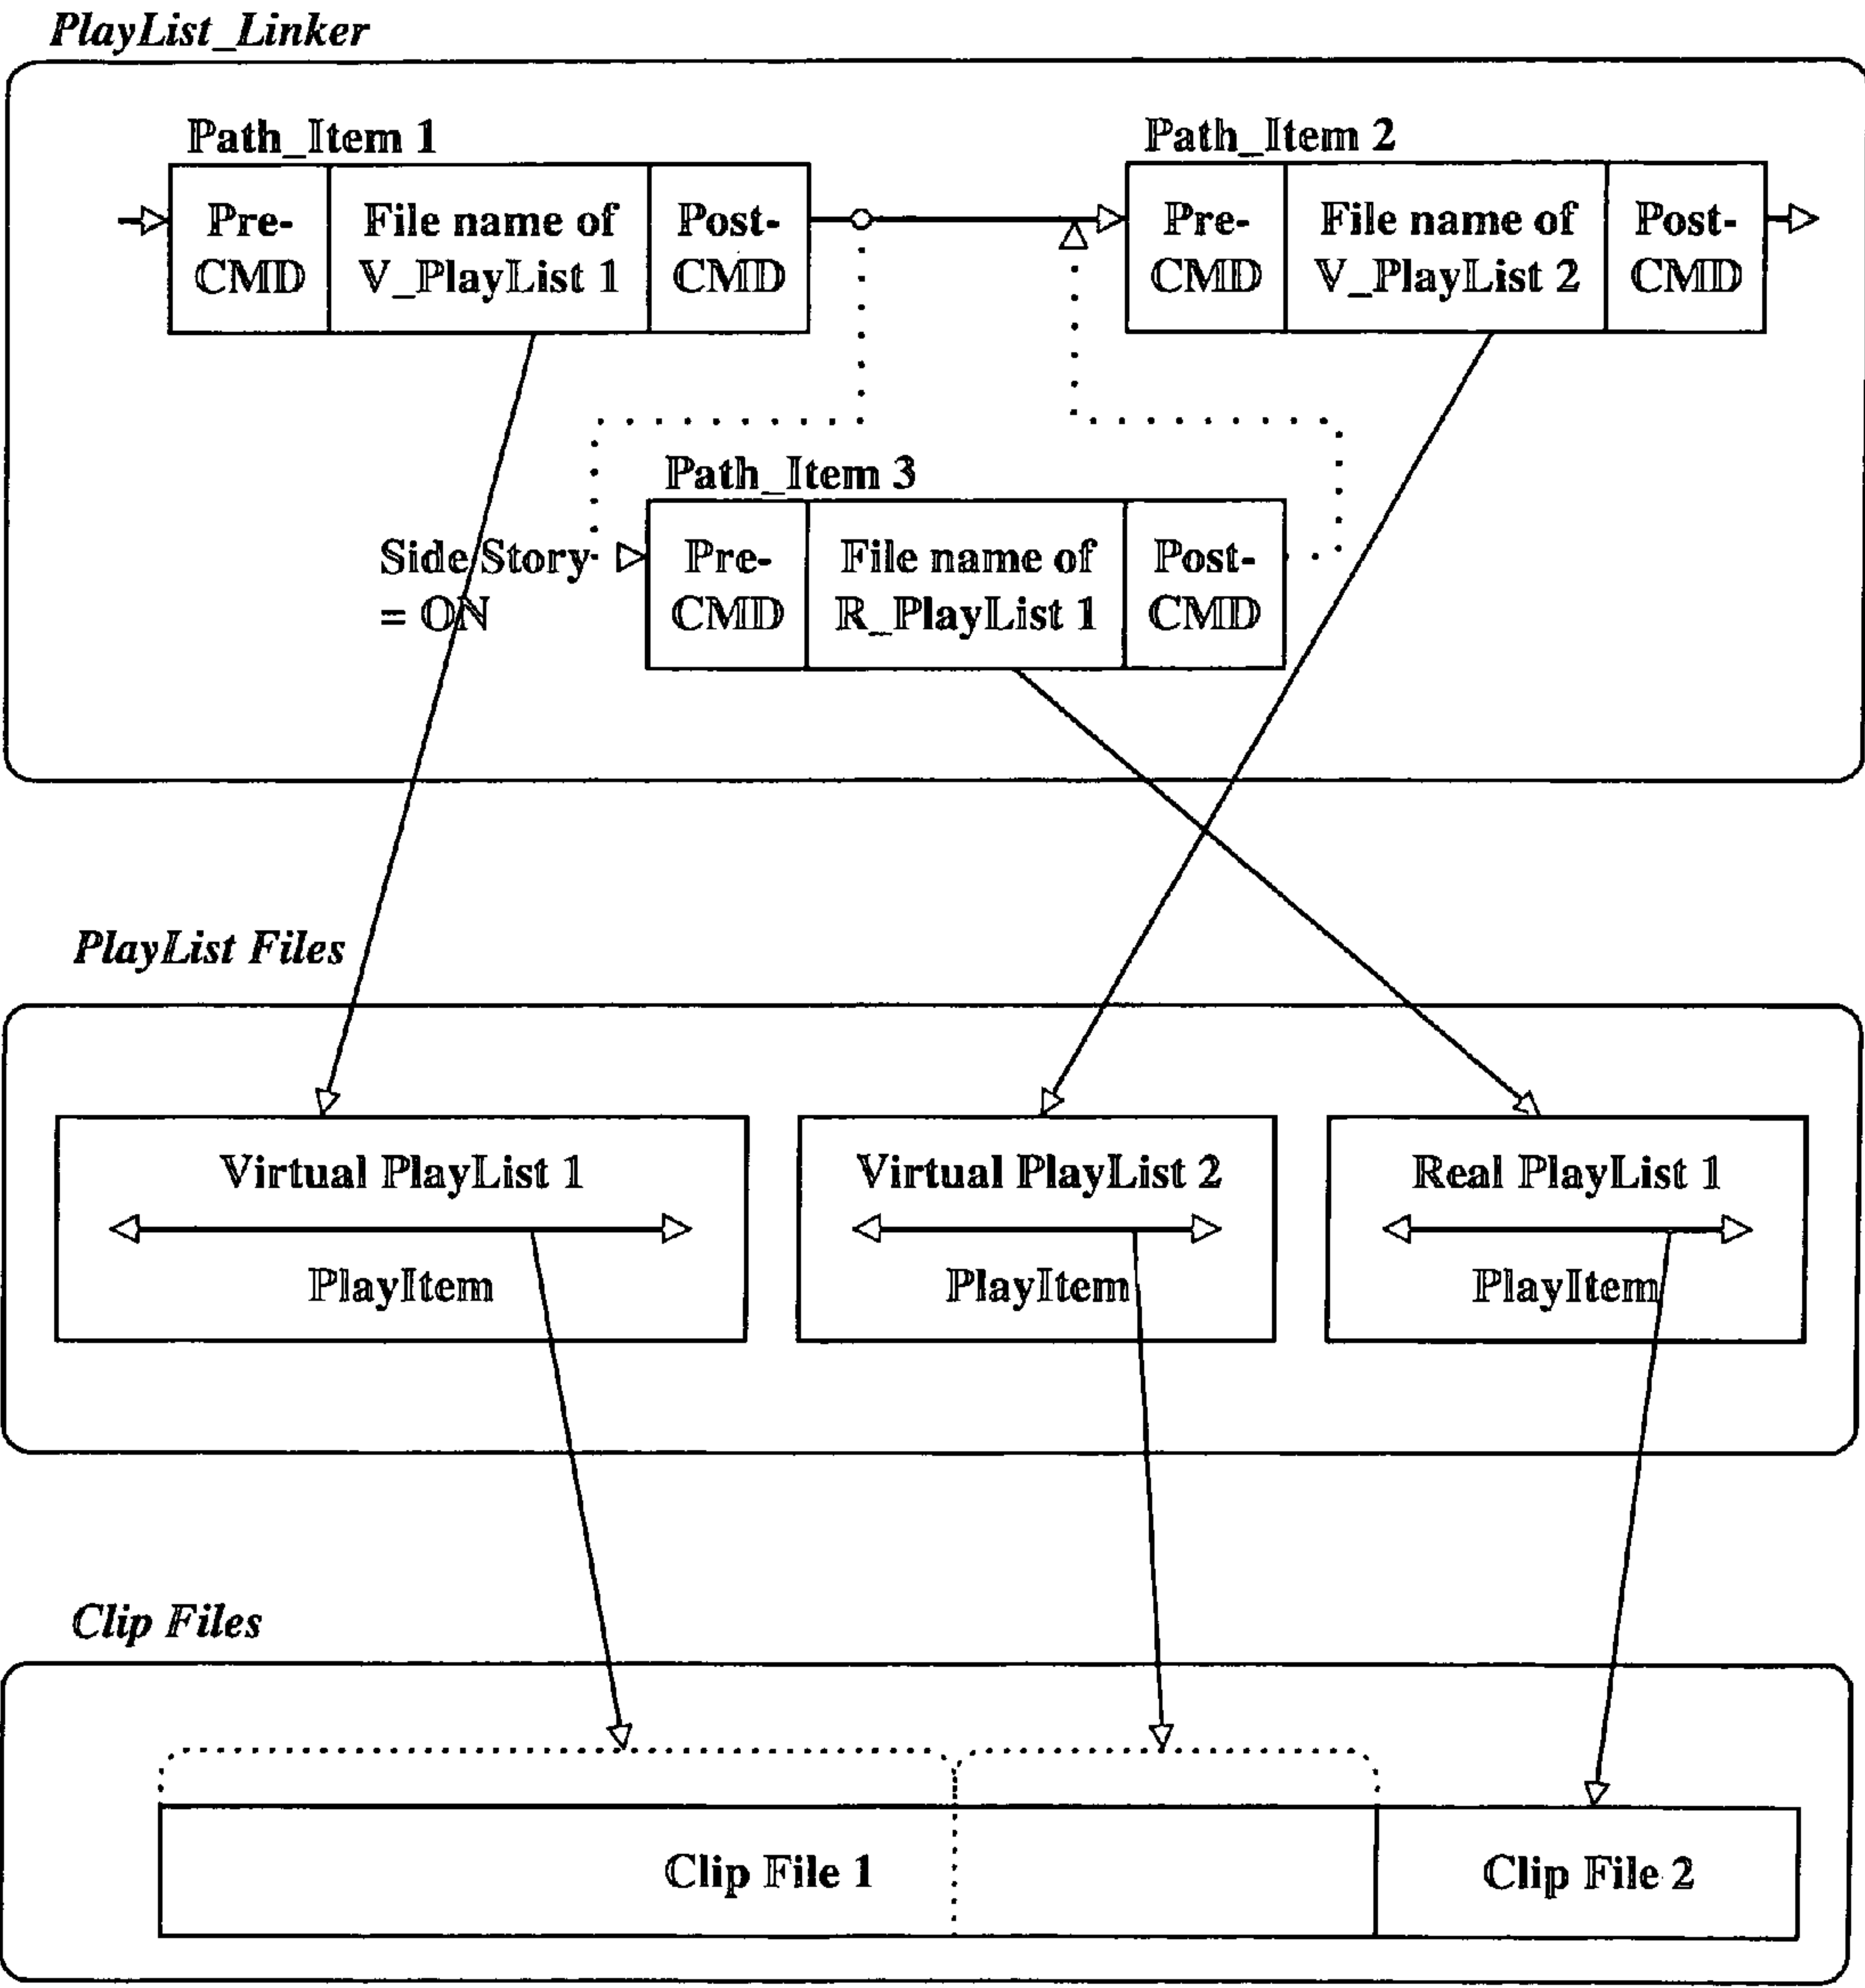 PlayList_Linker
Path_Item 1
Path_Item 2
Pre-
CMD
File name of
V_PlayList 1
Post-
CMD
Pre-
CMD
File name of
V_PlayList 2
Post-
CMD
Path_Item 3
Side Story
= ON
Pre-
CMD
File name of
R_PlayList 1
Post-
CMD
PlayList Files
Virtual PlayList 1
PlayItem
Virtual PlayList 2
PlayItem
Real PlayList 1
PlayItem
Clip Files
Clip File 1
Clip File 2